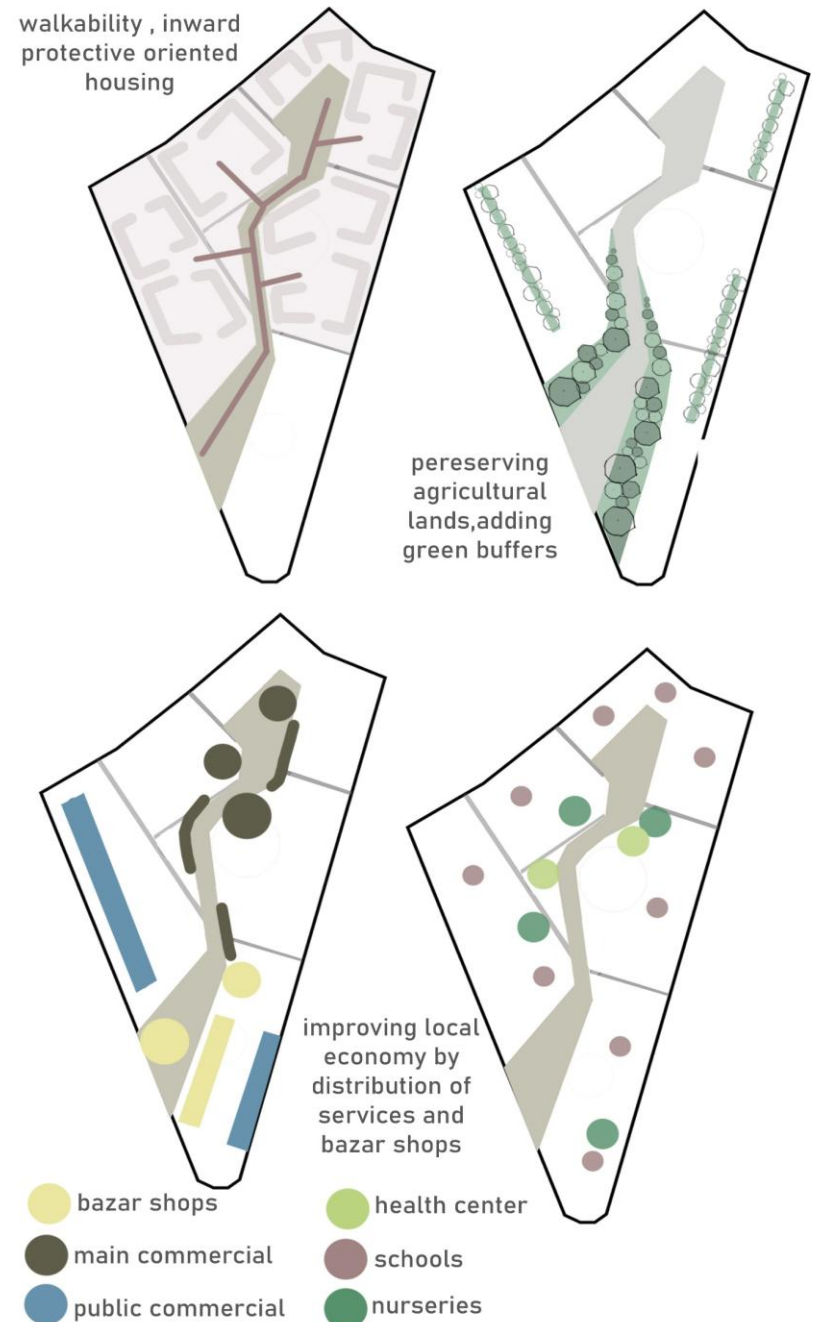 walkability , inward
protective oriented
housing
pereserving
agricultural
lands,adding
green buffers
improving local
economy by
distribution of
services and
bazar shops
bazar shops
main commercial
public commercial
health center
schools
nurseries